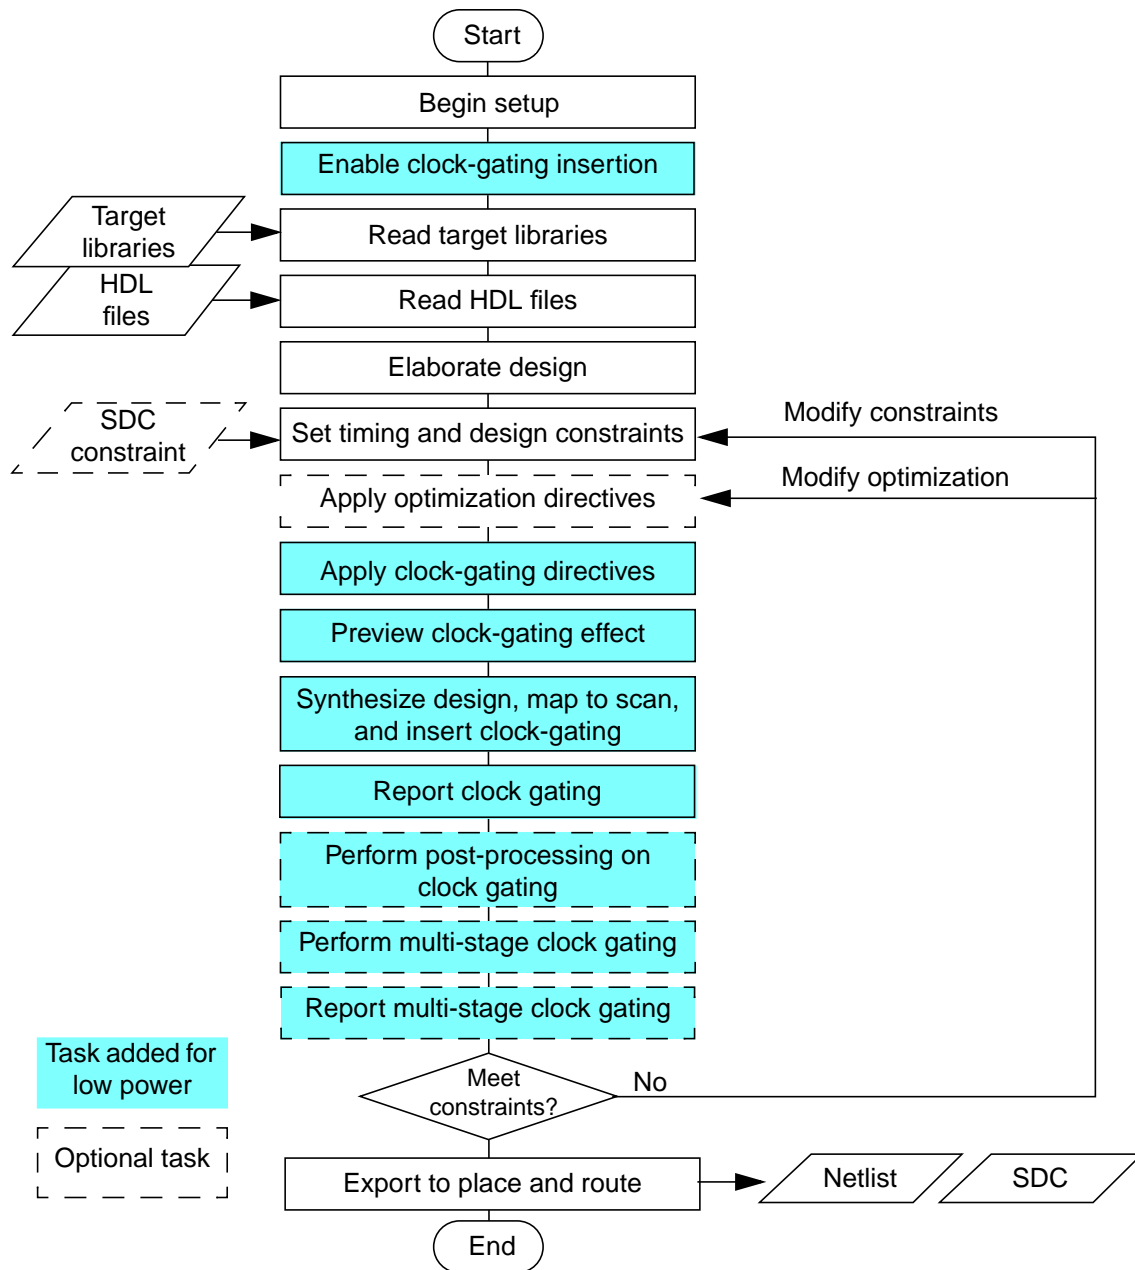 Start
Begin setup
Enable clock-gating insertion
Target
libraries
Read target libraries
HDL
files
Read HDL files
Elaborate design
SDC
constraint
Set timing and design constraints
Modify constraints
Apply optimization directives
Modify optimization
Apply clock-gating directives
Preview clock-gating effect
Synthesize design, map to scan,
and insert clock-gating
Report clock gating
Perform post-processing on
clock gating
Perform multi-stage clock gating
Report multi-stage clock gating
Task added for
low power
Meet
constraints?
No
Optional task
Export to place and route
Netlist
SDC
End